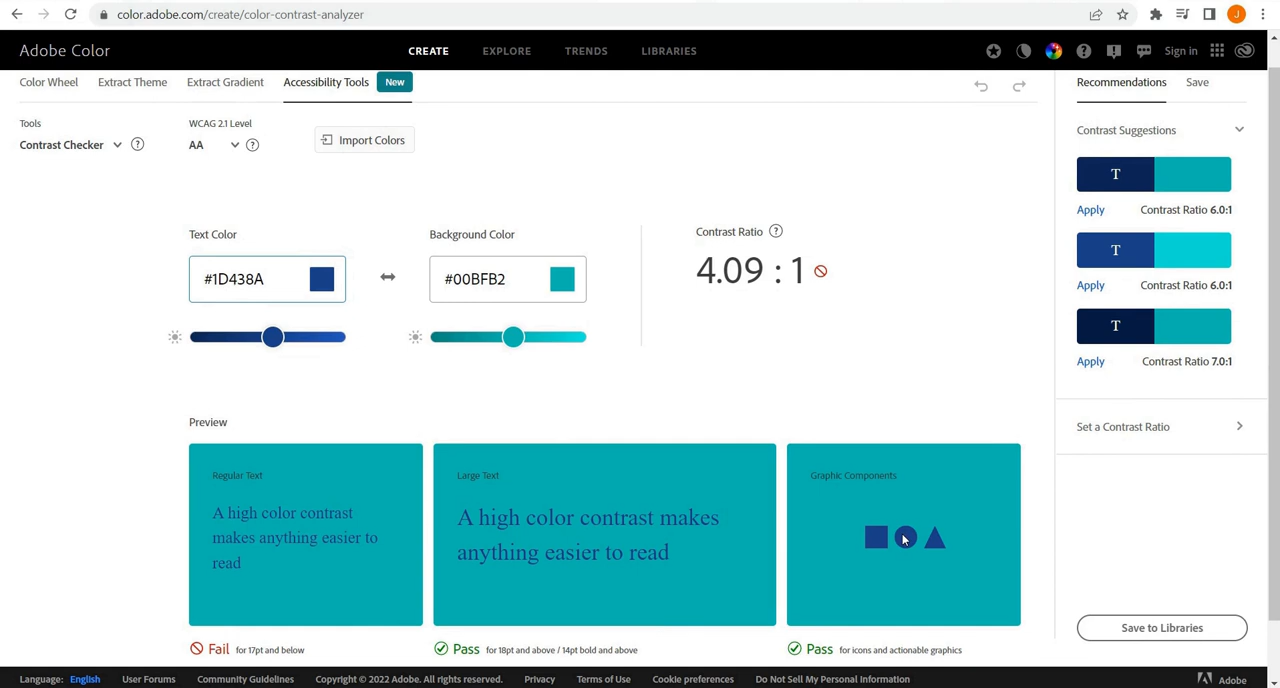 color.adobe.com/create/color-contrast-analyzer
J
Adobe Color
CREATE
EXPLORE
TRENDS
LIBRARIES
Sign in
Color Wheel
Extract Theme
Extract Gradient
Accessibility Tools
New
Recommendations
Save
Tools
Contrast Checker
WCAG 2.1 Level
AA
Import Colors
Text Color
#1D438A
Background Color
#00BFB2
Contrast Ratio
4.09 : 1
Contrast Suggestions
T
Apply
Contrast Ratio 6.0:1
T
Apply
Contrast Ratio 6.0:1
T
Apply
Contrast Ratio 7.0:1
Set a Contrast Ratio
Preview
Regular Text
A high color contrast
makes anything easier to
read
Large Text
A high color contrast makes
anything easier to read
Graphic Components
Fail for 17pt and below
Pass for 18pt and above / 14pt bold and above
Pass for icons and actionable graphics
Save to Libraries
Language: English
User Forums
Community Guidelines
Copyright © 2022 Adobe. All rights reserved.
Privacy
Terms of Use
Cookie preferences
Do Not Sell My Personal Information
Adobe